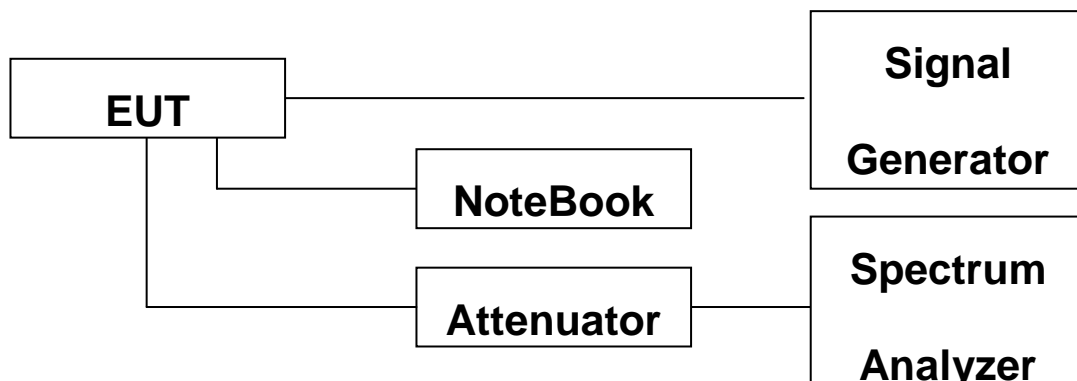 EUT
Signal
Generator
NoteBook
Attenuator
Spectrum
Analyzer